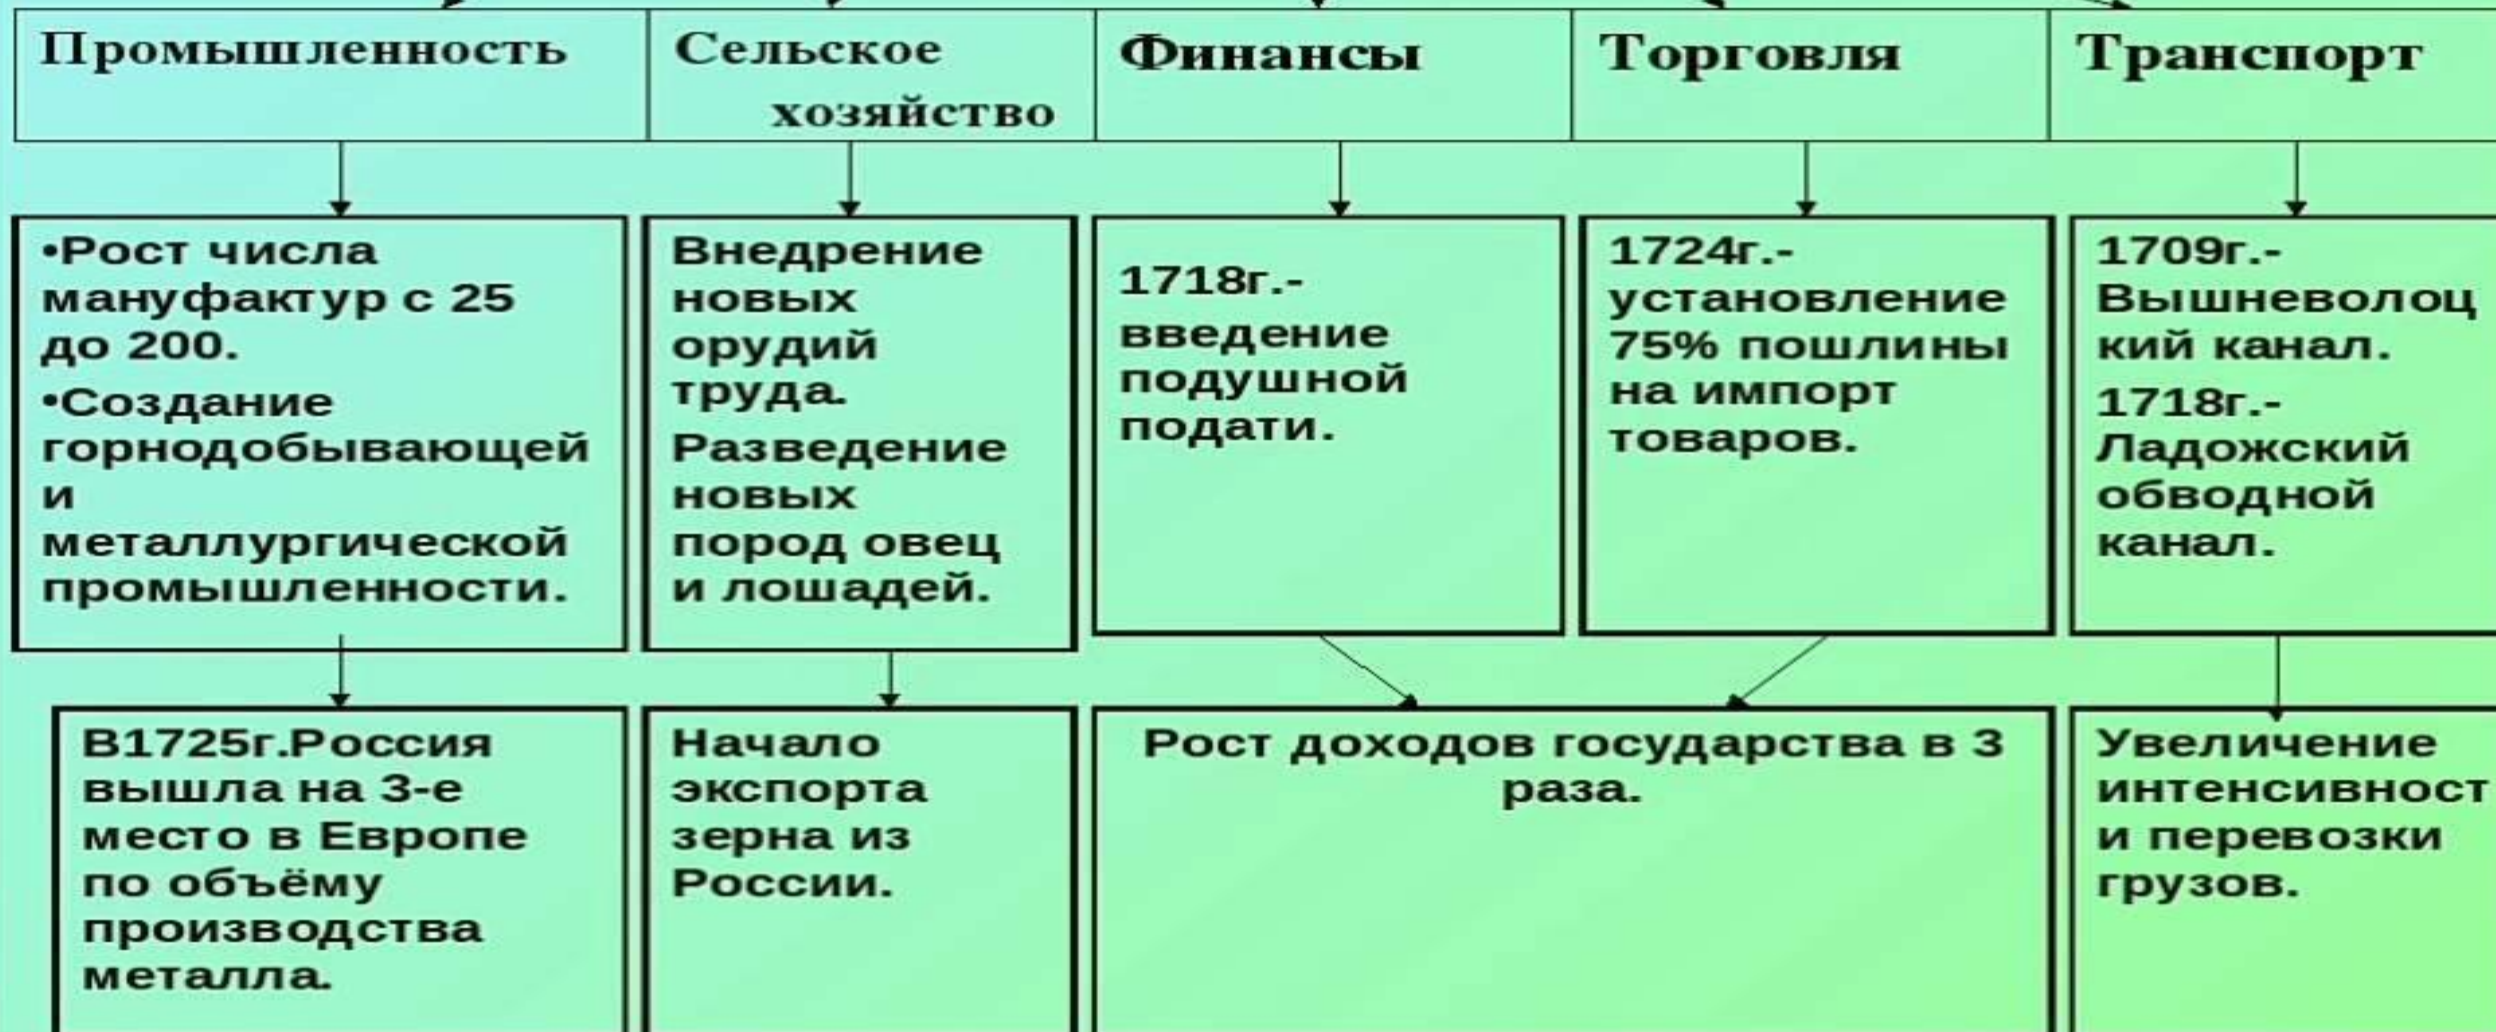 Промышленность
Сельское
хозяйство
Финансы
Торговля
Транспорт
•Рост числа
мануфактур с 25
до 200.
•Создание
горнодобывающей
и
металлургической
промышленности.
Внедрение
новых
орудий
труда.
Разведение
новых
пород овец
и лошадей.
1718г.-
введение
подушной
подати.
1724г.-
установление
75% пошлины
на импорт
товаров.
1709г.-
Вышневолоц
кий канал.
1718г.-
Ладожский
обводной
канал.
В1725г.Россия
вышла на 3-е
место в Европе
по объёму
производства
металла.
Начало
экспорта
зерна из
России.
Рост доходов государства в 3
раза.
Увеличение
интенсивност
и перевозки
грузов.